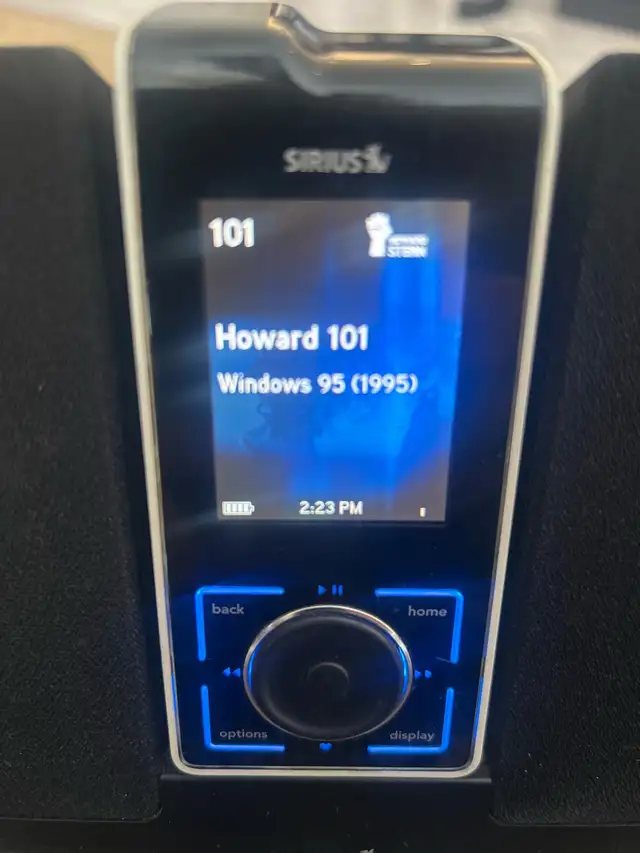 SIRIUS
101
HOWARD
STERN
Howard 101
Windows 95 (1995)
2:23 PM
back
home
options
display